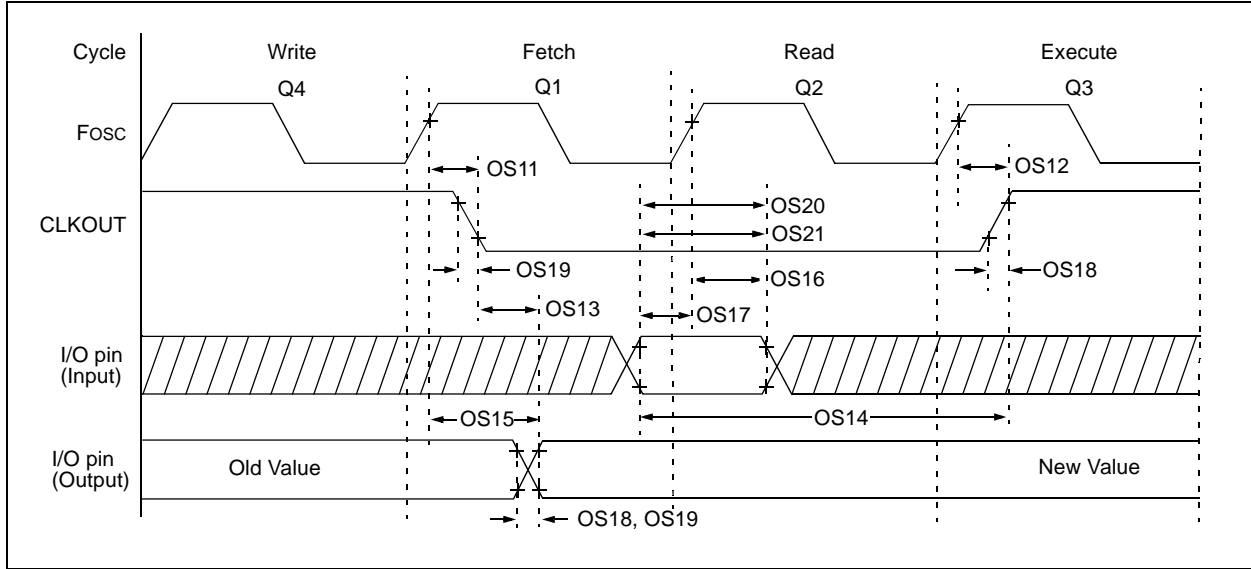 Cycle Write Fetch Read Execute
Q4 Q1 Q2 Q3
FOSC
OS11 OS12
OS20
CLKOUT
OS21
OS19 OS16 OS18
OS13 OS17
I/O pin
(Input)
OS15 OS14
I/O pin
(Output)
Old Value New Value
OS18, OS19